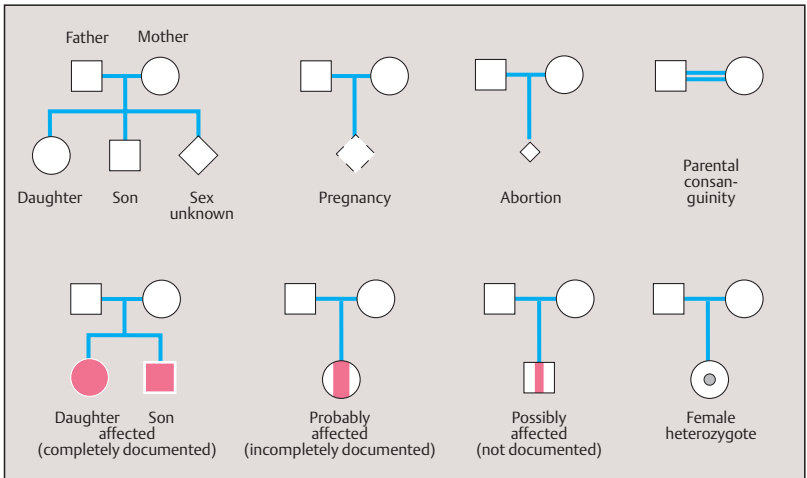 Father Mother
Daughter Son Sex
unknown
Pregnancy
Abortion
Parental
consan-
guinity
Daughter Son
affected
(completely documented)
Probably
affected
(incompletely documented)
Possibly
affected
(not documented)
Female
heterozygote